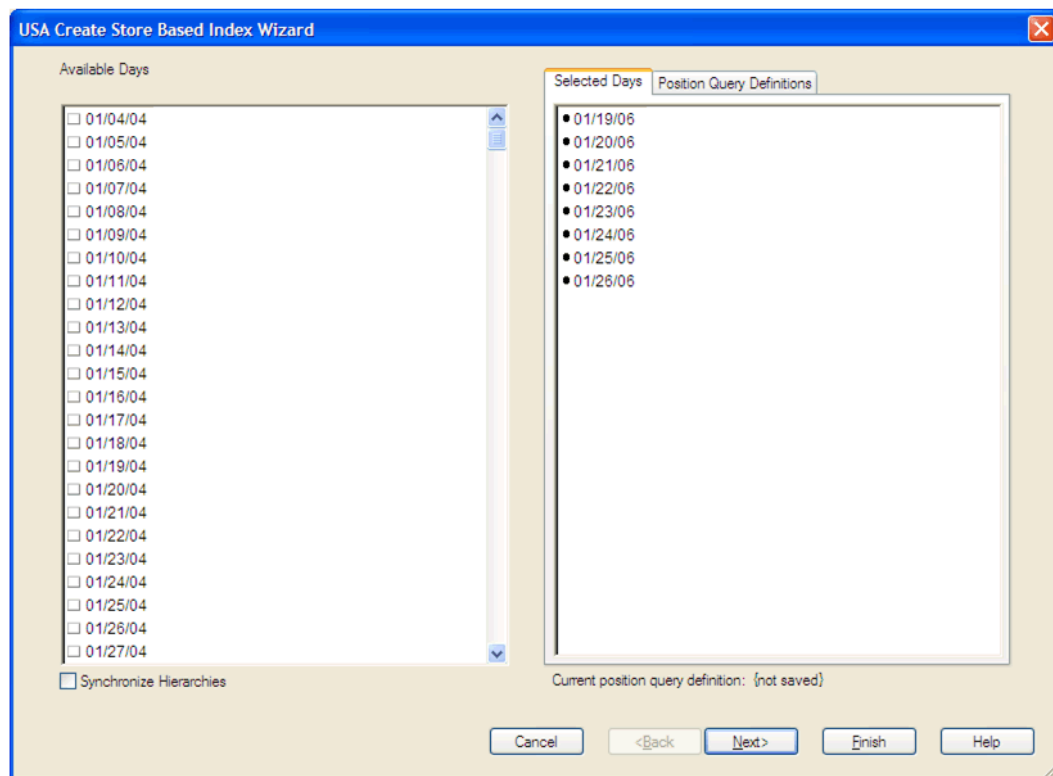 USA Create Store Based Index Wizard
Available Days
01/04/04
01/05/04
01/06/04
01/07/04
01/08/04
01/09/04
01/10/04
01/11/04
01/12/04
01/13/04
01/14/04
01/15/04
01/16/04
01/17/04
01/18/04
01/19/04
01/20/04
01/21/04
01/22/04
01/23/04
01/24/04
01/25/04
01/26/04
01/27/04
Synchronize Hierarchies
Selected Days
Position Query Definitions
01/19/06
01/20/06
01/21/06
01/22/06
01/23/06
01/24/06
01/25/06
01/26/06
Current position query definition: {not saved}
Cancel
<Back
Next>
Finish
Help